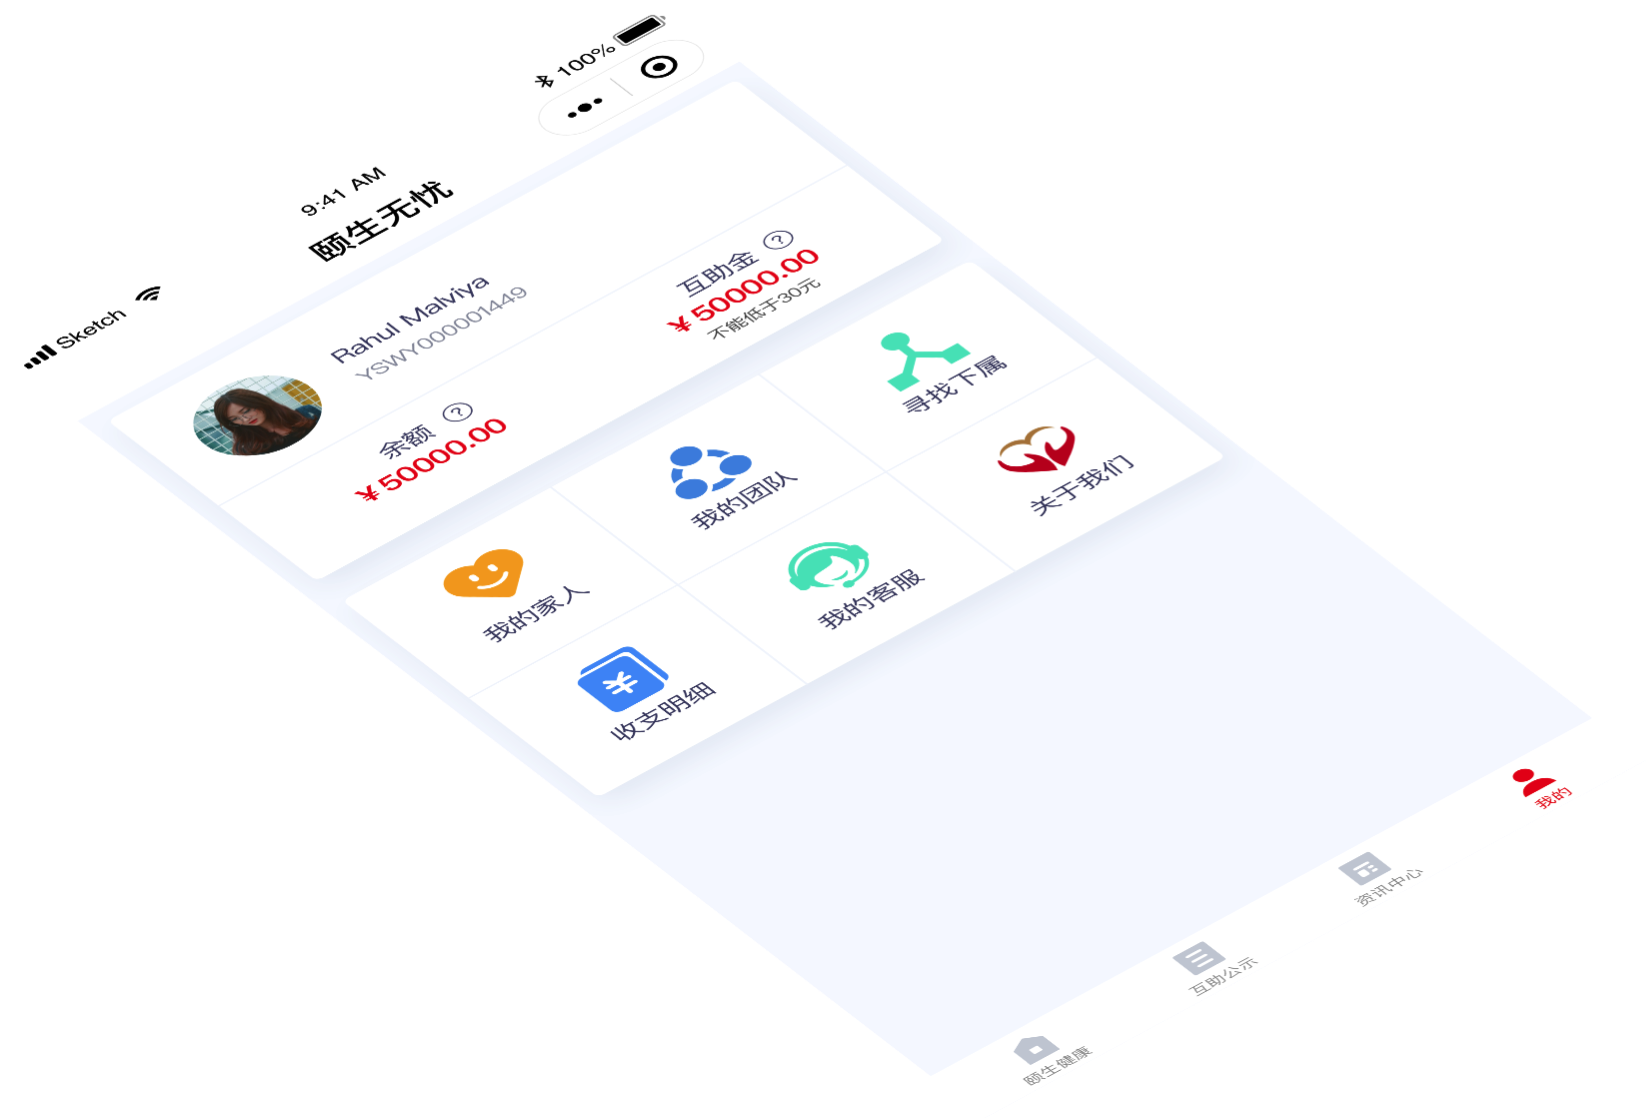 Sketch
9:41 AM
100%
颐生无忧
Rahul Malviya
YSWY000001449
余额 ?
¥50000.00
互助金 ?
¥50000.00
不能低于30元
我的家人
我的团队
寻找下属
收支明细
我的客服
关于我们
颐生健康
互助公示
资讯中心
我的